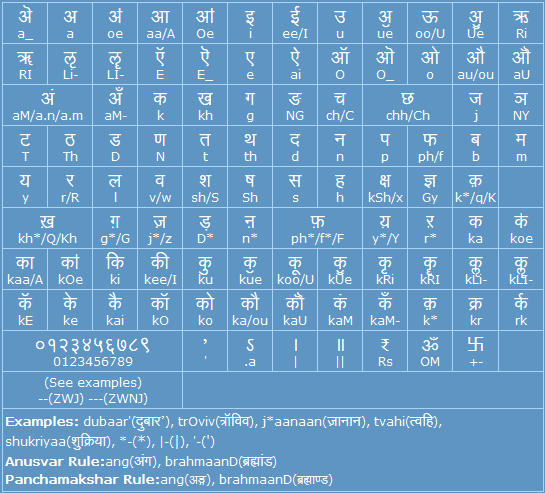 ऄ अ ॳ आ ॴ इ ई उ ॶ ऊ ॷ ऋ
a_ a oe aa/A Oe i ee/I u ue oo/U Ue Ri
ॠ ऌ ॡ ऍ ऎ ए ऐ ऑ ऒ ओ औ ॵ
RI Li- LI- E E_ e ai O O_ o au/ou aU
अं अँ क ख ग ङ च छ ज ञ
aM/a.n/a.m aM- k kh g NG ch/C chh/Ch j NY
ट ठ ड ण त थ द न प फ ब म
T Th D N t th d n p ph/f b m
य र ल व श ष स ह क्ष ज्ञ क़
y r/R l v/w sh/S Sh s h kSh/x Gy k*/q/K
ख़ ग़ ज़ ड़ ऩ फ़ य़ ऱ क कऺ
kh*/Q/Kh g*/G j*/z D* n* ph*/f*/F y*/Y r* ka koe
का कऻ कि की कु कॖ कू कॗ कृ कॄ कॢ कॣ
kaa/A kOe ki kee/I ku kue koo/U kUe kRi kRI kLi- kLI-
कॅ के कै कॉ को कौ कॏ कं कँ क़ क्र र्क
kE ke kai kO ko ka/ou kaU kaM kaM- k* kr rk
०१२३४५६७८९ ’ ऽ । ॥ ₹ ॐ 卐
0123456789 ' .a | || Rs OM +-
(See examples)
--(ZWJ) ---(ZWNJ)
Examples: dubaar'(दुबार’), trOviv(त्रॉविव), j*aanaan(ज़ानान), tvahi(त्वहि),
shukriyaa(शुक्रिया), *-(*), |-(|), '-(')
Anusvar Rule:ang(अंग), brahmaanD(ब्रह्मांड)
Panchamakshar Rule:ang(अङ्ग), brahmaanD(ब्रह्माण्ड)